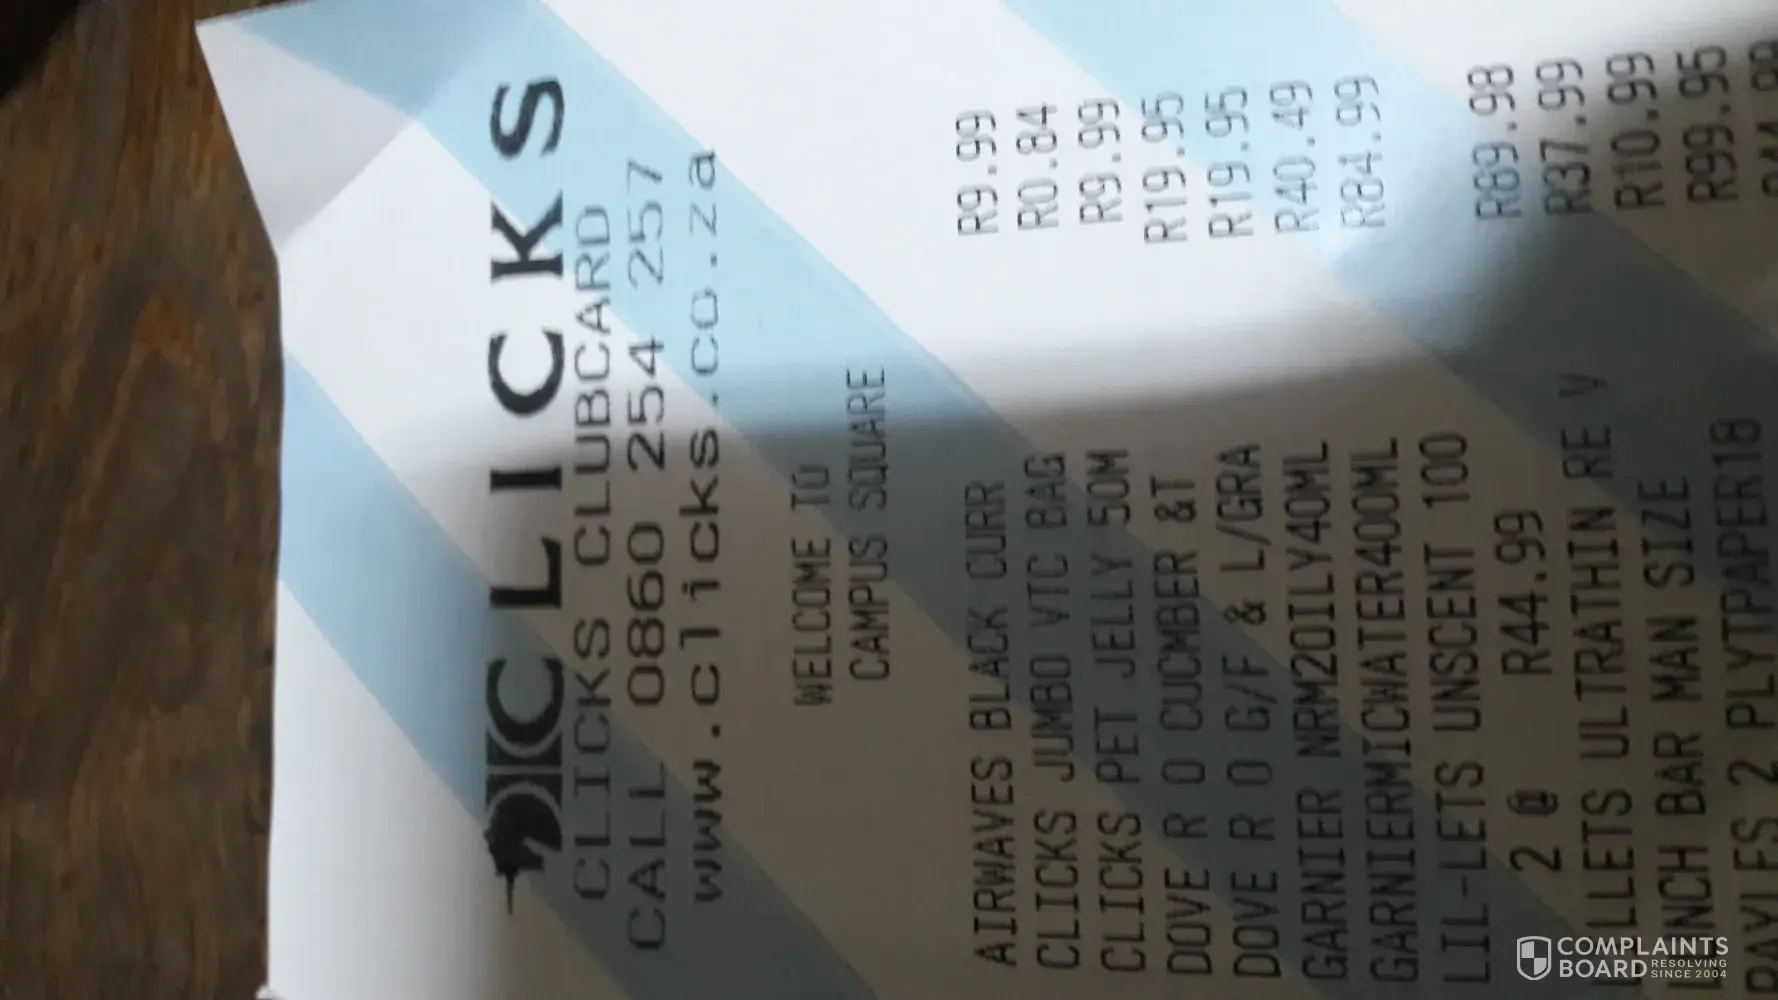 CLICKS
CLICKS CLUBCARD
CALL 0860 254 257
www.clicks.co.za
WELCOME TO
CAMPUS SQUARE
AIRWAVES BLACK CURR R9.99
CLICKS JUMBO VTC BAG R0.84
CLICKS PET JELLY 50M R9.99
DOVE R O CUCMBER &T R19.95
DOVE R O G/F & L/GRA R19.95
GARNIER NRM2OILY40ML R40.49
GARNIERMICWATER400ML R84.99
LIL-LETS UNSCENT 100
2 @ R44.99 R89.98
LILLETS ULTRATHIN RE V R37.99
LUNCH BAR MAN SIZE R10.99
RAYLES 2 PLYTPAPER18 R99.95
COMPLAINTS
BOARD RESOLVING
SINCE 2004